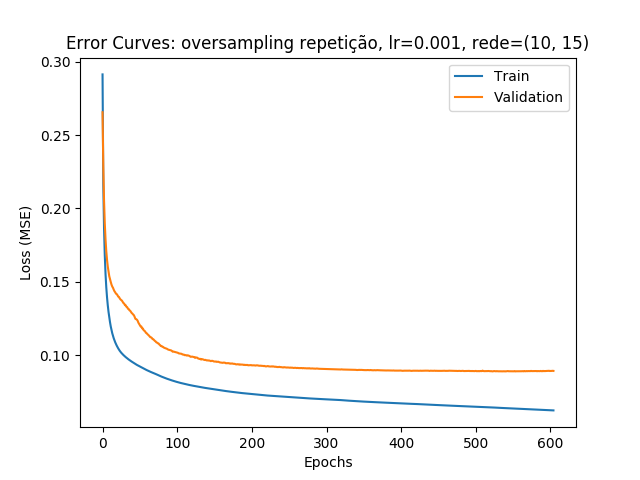 Error Curves: oversampling repetição, lr=0.001, rede=(10, 15)
0.30
0.25
0.20
0.15
0.10
Loss (MSE)
Train
Validation
0
100
200
300
400
500
600
Epochs